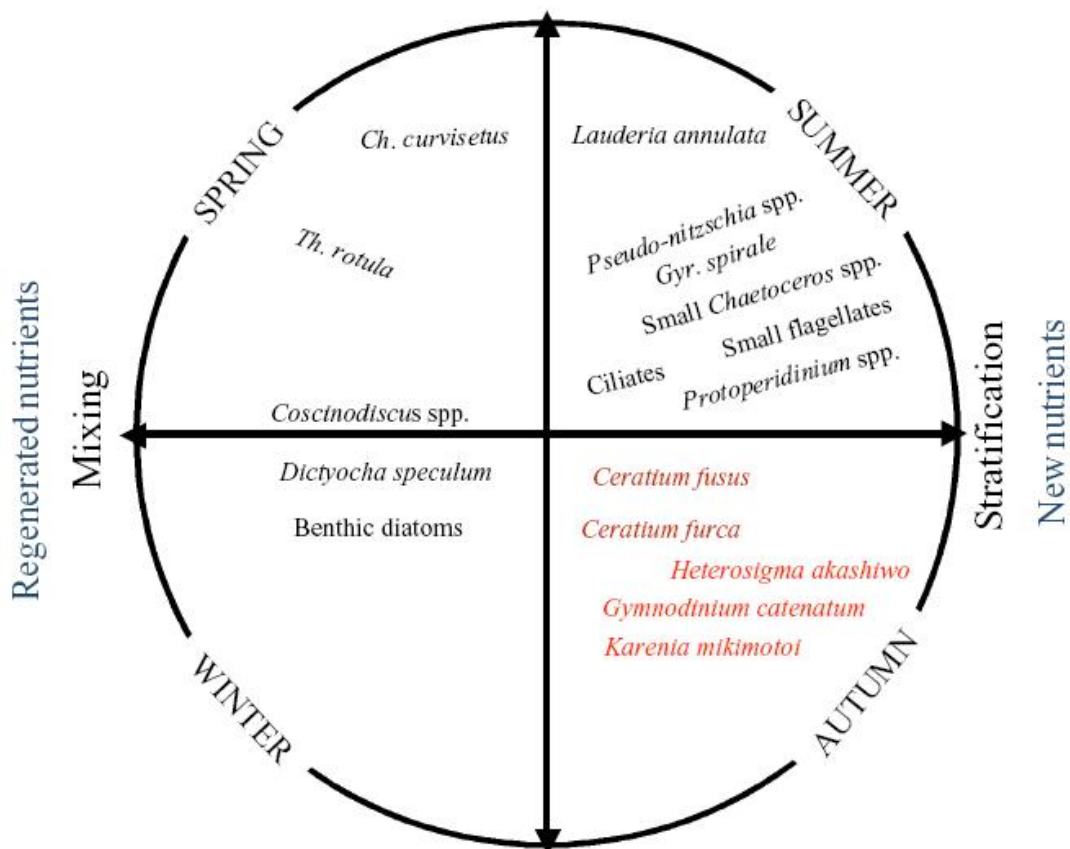 Ch. curvisetus
Lauderia annulata
SPRING
SUMMER
Th. rotula
Pseudo-nitzschia spp.
Gyr. spirale
Small Chaetoceros spp.
Small flagellates
Ciliates
Protoperidinium spp.
Regenerated nutrients
Mixing
Stratification
New nutrients
Coscinodiscus spp.
Dictyocha speculum
Benthic diatoms
Ceratium fusus
Ceratium furca
Heterosigma akashiwo
Gymnodinium catenatum
Karenia mikimotoi
WINTER
AUTUMN